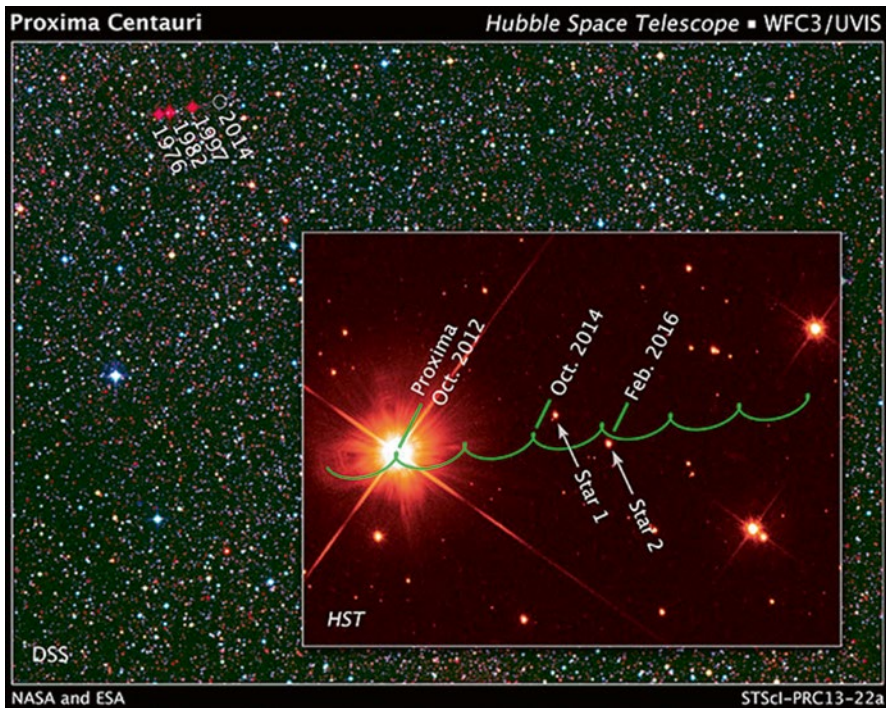 Proxima Centauri
Hubble Space Telescope ▪ WFC3/UVIS
1976
1982
1997
2014
Proxima
Oct. 2012
Oct. 2014
Feb. 2016
Star 1
Star 2
HST
DSS
NASA and ESA
STScI-PRC13-22a